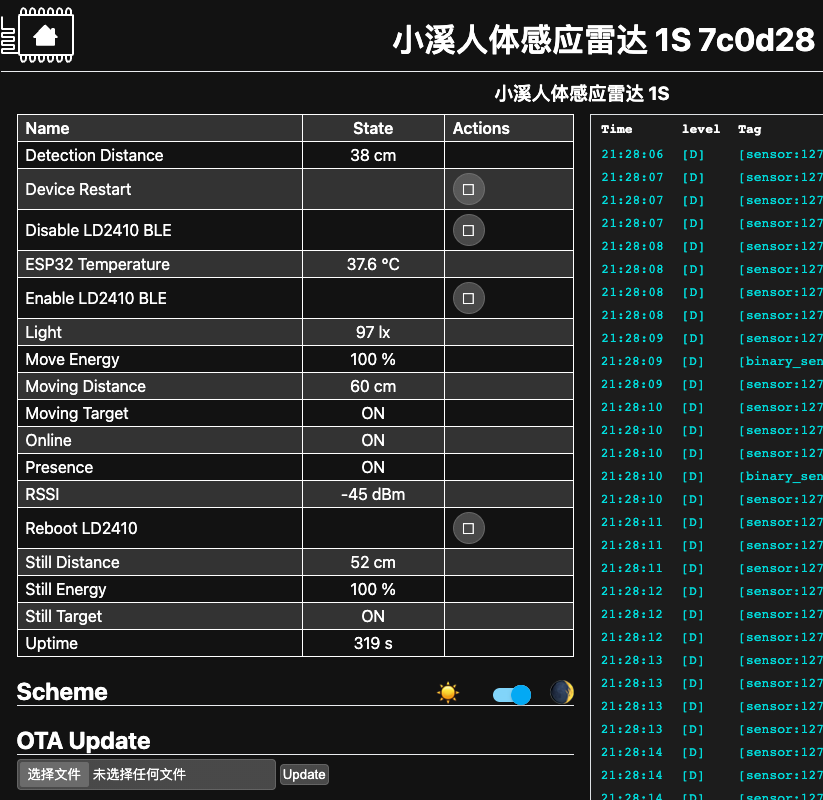 小溪人体感应雷达 1S 7c0d28
小溪人体感应雷达 1S
Name State Actions
Detection Distance 38 cm
Device Restart
Disable LD2410 BLE
ESP32 Temperature 37.6 °C
Enable LD2410 BLE
Light 97 lx
Move Energy 100 %
Moving Distance 60 cm
Moving Target ON
Online ON
Presence ON
RSSI -45 dBm
Reboot LD2410
Still Distance 52 cm
Still Energy 100 %
Still Target ON
Uptime 319 s
Scheme
OTA Update
选择文件 未选择任何文件 Update
Time level Tag
21:28:06 [D] [sensor:127
21:28:07 [D] [sensor:127
21:28:07 [D] [sensor:127
21:28:07 [D] [sensor:127
21:28:08 [D] [sensor:127
21:28:08 [D] [sensor:127
21:28:08 [D] [sensor:127
21:28:08 [D] [sensor:127
21:28:09 [D] [sensor:127
21:28:09 [D] [binary_sen
21:28:09 [D] [sensor:127
21:28:10 [D] [sensor:127
21:28:10 [D] [sensor:127
21:28:10 [D] [sensor:127
21:28:10 [D] [binary_sen
21:28:10 [D] [sensor:127
21:28:11 [D] [sensor:127
21:28:11 [D] [sensor:127
21:28:11 [D] [sensor:127
21:28:12 [D] [sensor:127
21:28:12 [D] [sensor:127
21:28:12 [D] [sensor:127
21:28:13 [D] [sensor:127
21:28:13 [D] [sensor:127
21:28:13 [D] [sensor:127
21:28:13 [D] [sensor:127
21:28:14 [D] [sensor:127
21:28:14 [D] [sensor:127
21:28:14 [D] [sensor:127